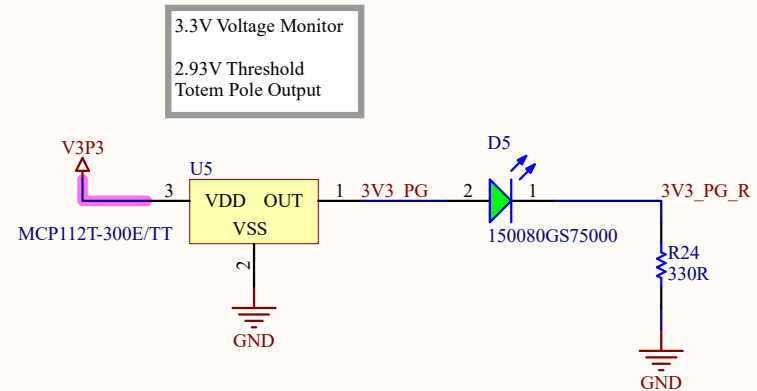 3.3V Voltage Monitor
2.93V Threshold
Totem Pole Output
D5
V3P3
U5
3
VDD OUT
1
3V3_PG
2
1
3V3_PG_R
MCP112T-300E/TT
VSS
150080GS75000
2
R24
330R
GND
GND